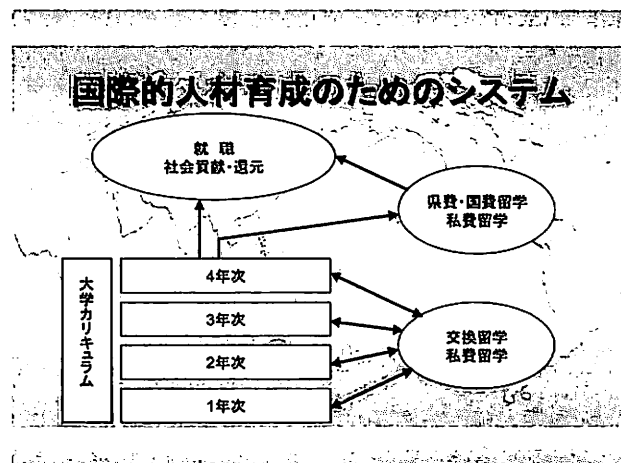 国際的人材育成のためのシステム
就職
社会貢献・還元
県費・国費留学
私費留学
大学カリキュラム
4年次
3年次
2年次
1年次
交換留学
私費留学